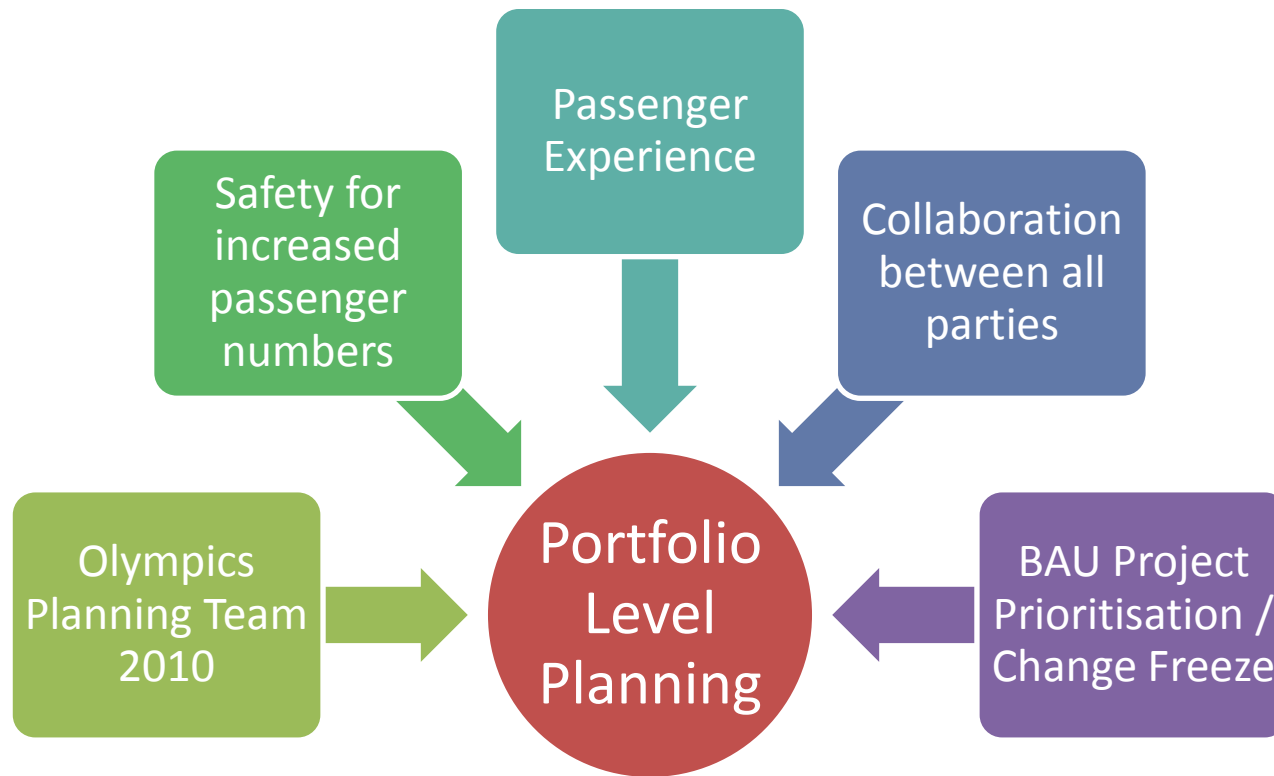 Passenger
Experience
Safety for
increased
passenger
numbers
Collaboration
between all
parties
Olympics
Planning Team
2010
Portfolio
Level
Planning
BAU Project
Prioritisation /
Change Freeze